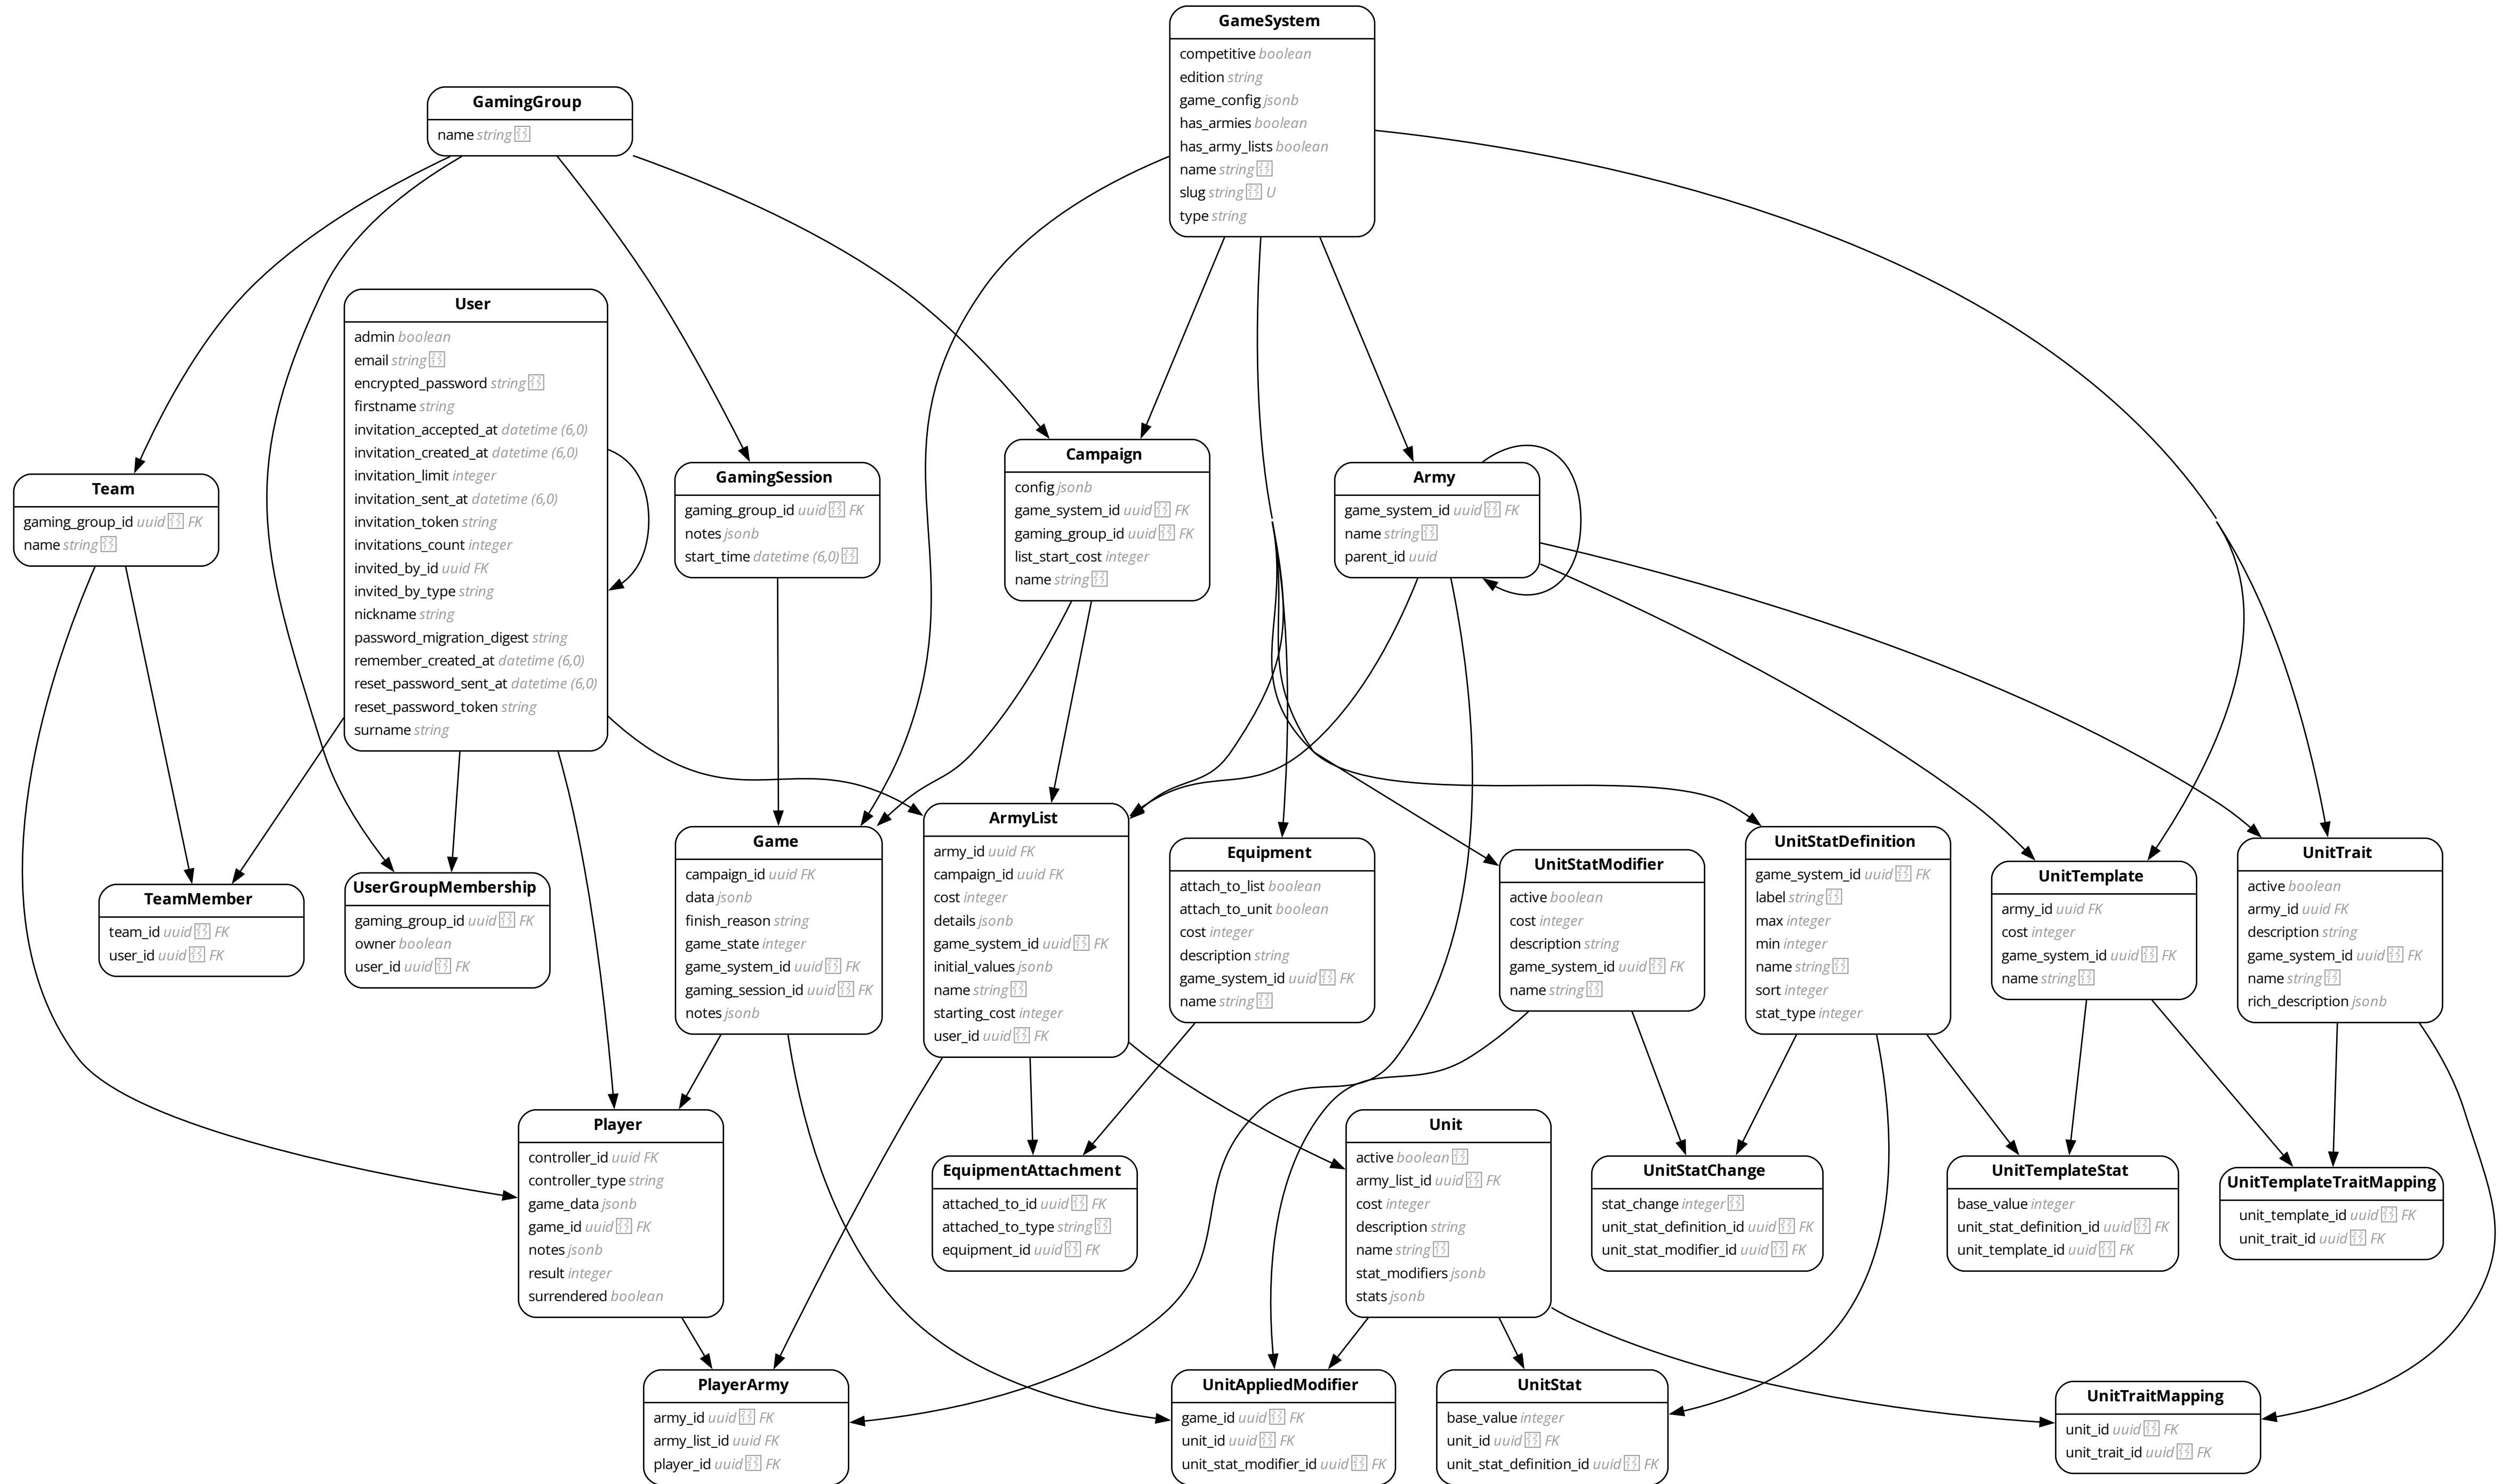 GameSystem
competitive boolean
edition string
game_config jsonb
has_armies boolean
has_army_lists boolean
name string
slug string U
type string
GamingGroup
name string
User
admin boolean
email string
encrypted_password string
firstname string
invitation_accepted_at datetime (6,0)
invitation_created_at datetime (6,0)
invitation_limit integer
invitation_sent_at datetime (6,0)
invitation_token string
invitations_count integer
invited_by_id uuid FK
invited_by_type string
nickname string
password_migration_digest string
remember_created_at datetime (6,0)
reset_password_sent_at datetime (6,0)
reset_password_token string
surname string
Team
gaming_group_id uuid FK
name string
GamingSession
gaming_group_id uuid FK
notes jsonb
start_time datetime (6,0)
Campaign
config jsonb
game_system_id uuid FK
gaming_group_id uuid FK
list_start_cost integer
name string
Army
game_system_id uuid FK
name string
parent_id uuid
TeamMember
team_id uuid FK
user_id uuid FK
UserGroupMembership
gaming_group_id uuid FK
owner boolean
user_id uuid FK
Game
campaign_id uuid FK
data jsonb
finish_reason string
game_state integer
game_system_id uuid FK
gaming_session_id uuid FK
notes jsonb
ArmyList
army_id uuid FK
campaign_id uuid FK
cost integer
details jsonb
game_system_id uuid FK
initial_values jsonb
name string
starting_cost integer
user_id uuid FK
Equipment
attach_to_list boolean
attach_to_unit boolean
cost integer
description string
game_system_id uuid FK
name string
UnitStatModifier
active boolean
cost integer
description string
game_system_id uuid FK
name string
UnitStatDefinition
game_system_id uuid FK
label string
max integer
min integer
name string
sort integer
stat_type integer
UnitTemplate
army_id uuid FK
cost integer
game_system_id uuid FK
name string
UnitTrait
active boolean
army_id uuid FK
description string
game_system_id uuid FK
name string
rich_description jsonb
Player
controller_id uuid FK
controller_type string
game_data jsonb
game_id uuid FK
notes jsonb
result integer
surrendered boolean
EquipmentAttachment
attached_to_id uuid FK
attached_to_type string
equipment_id uuid FK
Unit
active boolean
army_list_id uuid FK
cost integer
description string
name string
stat_modifiers jsonb
stats jsonb
UnitStatChange
stat_change integer
unit_stat_definition_id uuid FK
unit_stat_modifier_id uuid FK
UnitTemplateStat
base_value integer
unit_stat_definition_id uuid FK
unit_template_id uuid FK
UnitTemplateTraitMapping
unit_template_id uuid FK
unit_trait_id uuid FK
PlayerArmy
army_id uuid FK
army_list_id uuid FK
player_id uuid FK
UnitAppliedModifier
game_id uuid FK
unit_id uuid FK
unit_stat_modifier_id uuid FK
UnitStat
base_value integer
unit_id uuid FK
unit_stat_definition_id uuid FK
UnitTraitMapping
unit_id uuid FK
unit_trait_id uuid FK